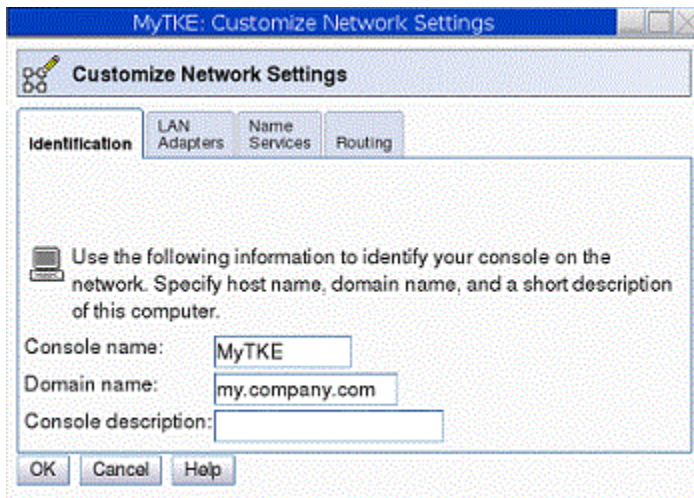 MyTKE: Customize Network Settings
Customize Network Settings
Identification
LAN Adapters
Name Services
Routing
Use the following information to identify your console on the
network. Specify host name, domain name, and a short description
of this computer.
Console name: MyTKE
Domain name: my.company.com
Console description:
OK Cancel Help